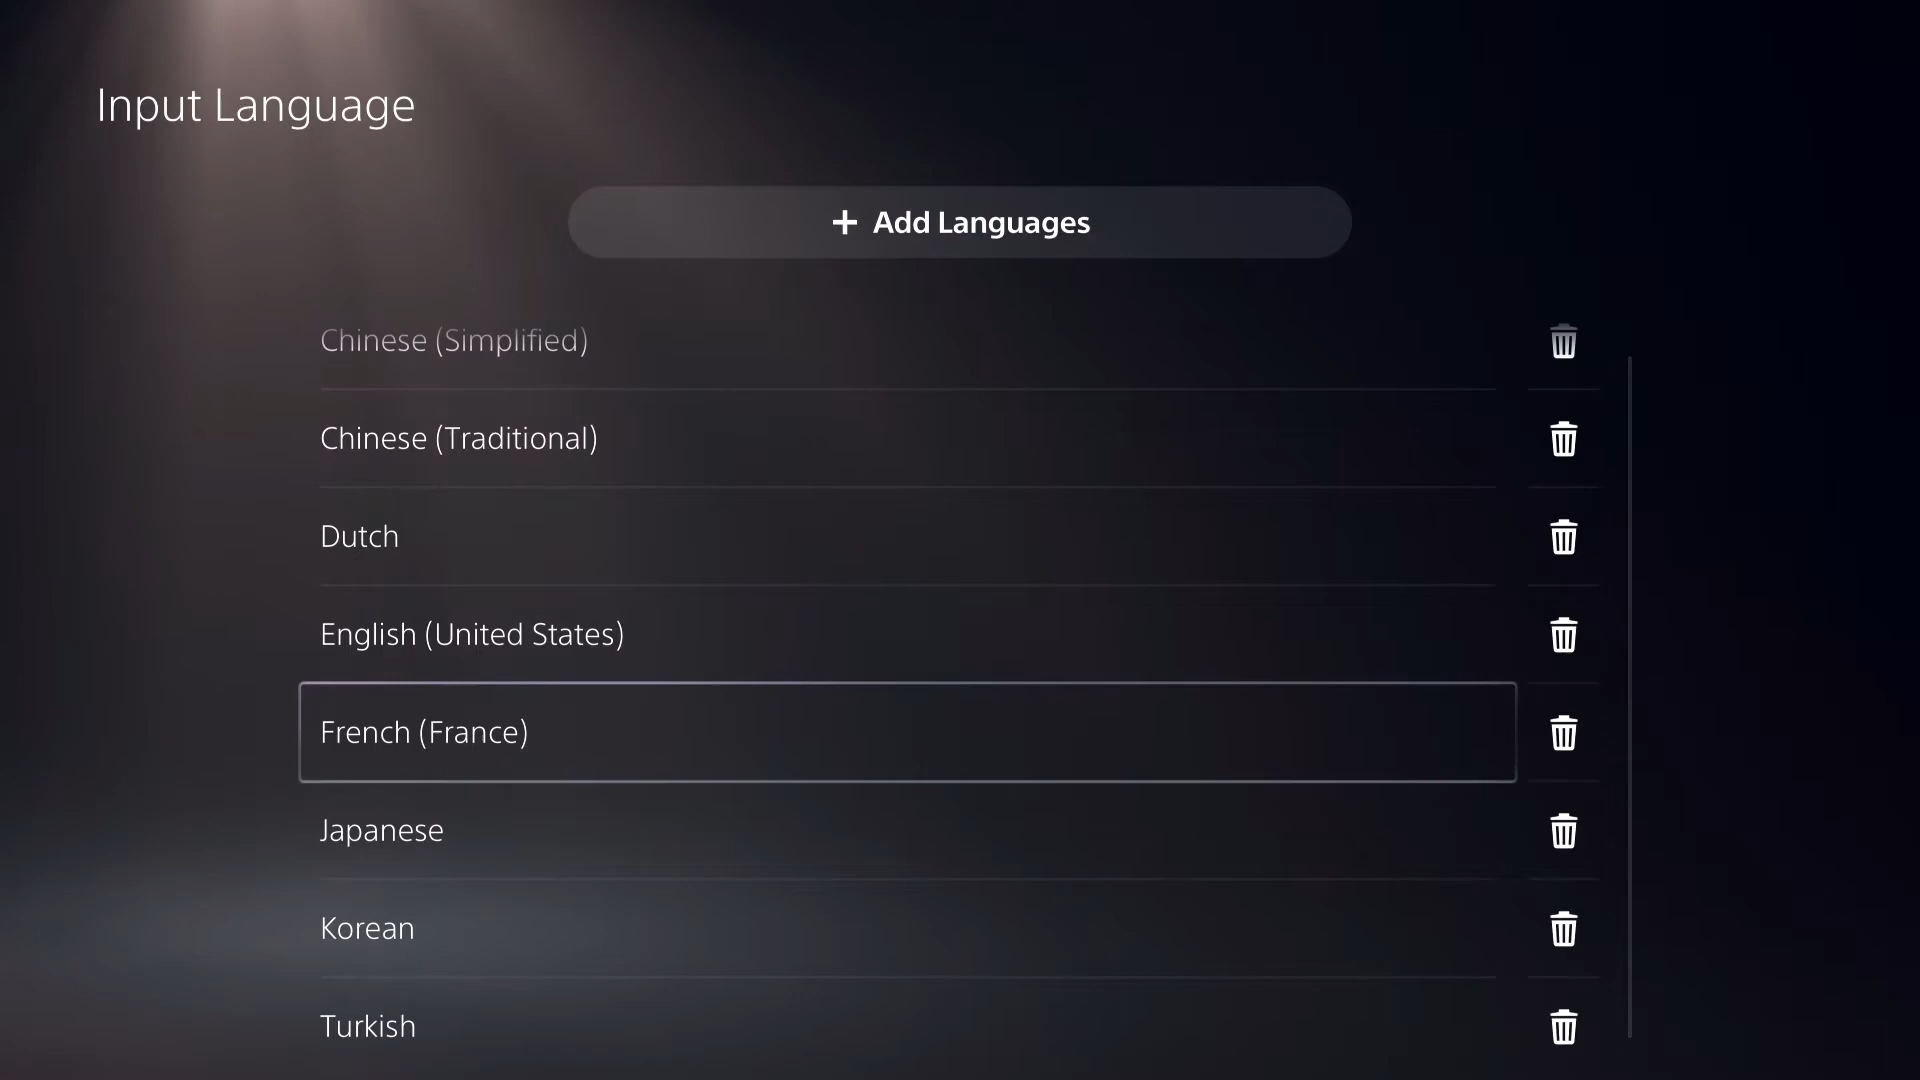 Input Language
+ Add Languages
Chinese (Simplified)
Chinese (Traditional)
Dutch
English (United States)
French (France)
Japanese
Korean
Turkish